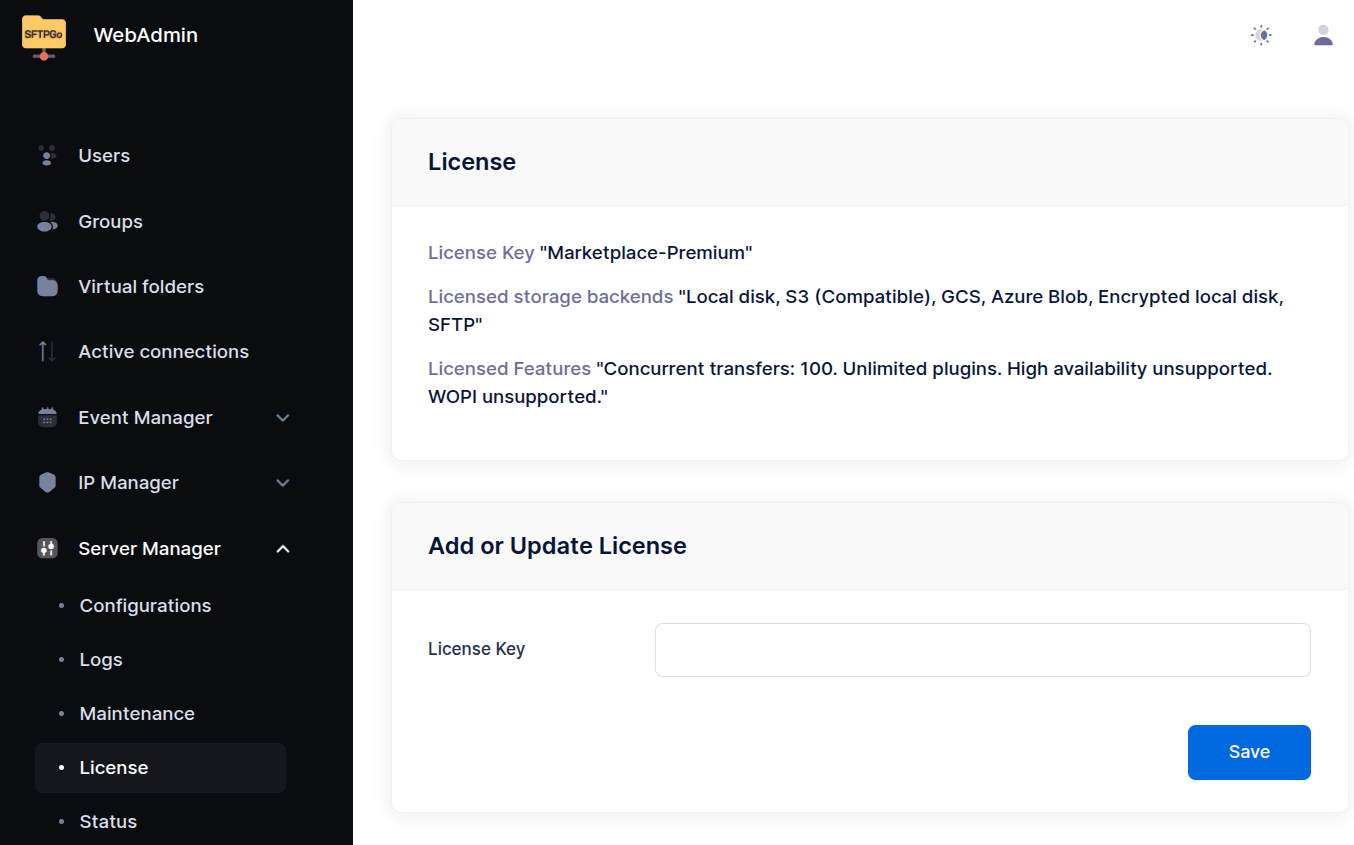 SFTPGo
WebAdmin
Users
Groups
Virtual folders
Active connections
Event Manager
IP Manager
Server Manager
Configurations
Logs
Maintenance
License
Status
License
License Key "Marketplace-Premium"
Licensed storage backends "Local disk, S3 (Compatible), GCS, Azure Blob, Encrypted local disk,
SFTP"
Licensed Features "Concurrent transfers: 100. Unlimited plugins. High availability unsupported.
WOPI unsupported."
Add or Update License
License Key
Save